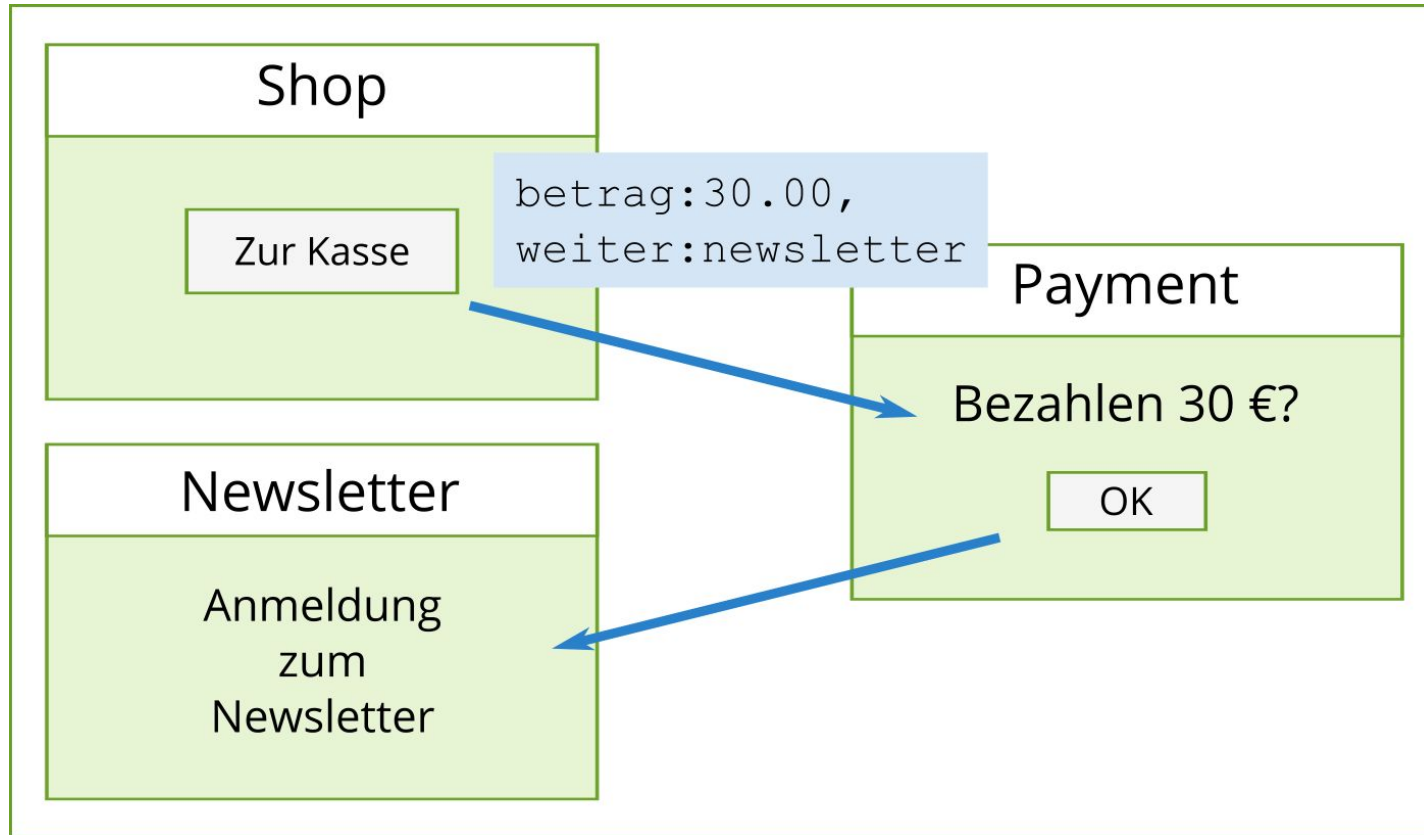 Shop
Zur Kasse
betrag:30.00,
weiter:newsletter
Payment
Bezahlen 30 €?
OK
Newsletter
Anmeldung
zum
Newsletter